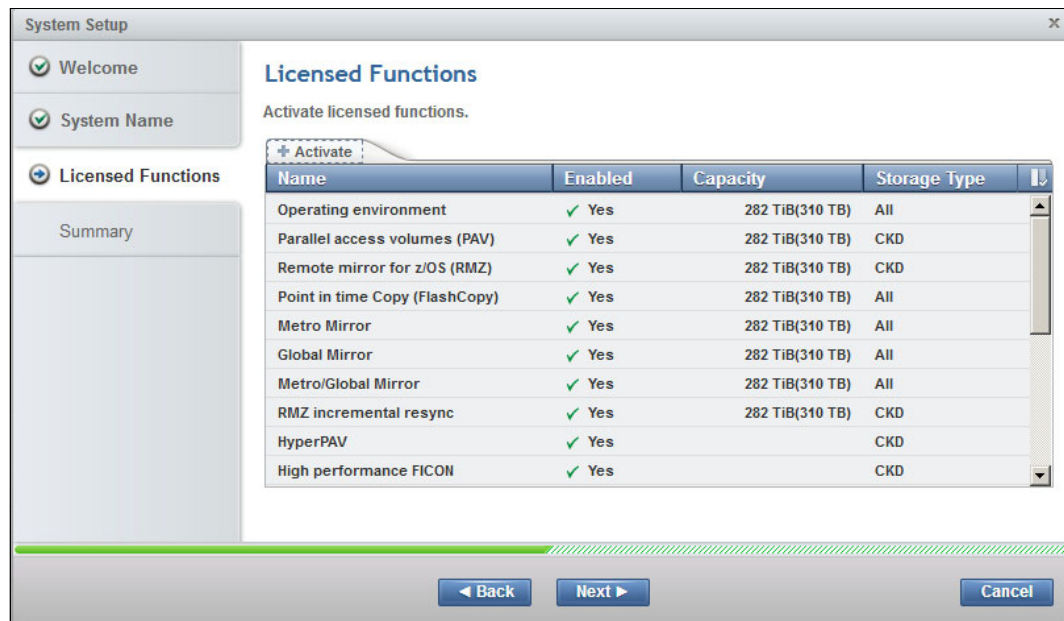 System Setup
Welcome
System Name
Licensed Functions
Summary
Licensed Functions
Activate licensed functions.
Activate
Name Enabled Capacity Storage Type
Operating environment Yes 282 TiB(310 TB) All
Parallel access volumes (PAV) Yes 282 TiB(310 TB) CKD
Remote mirror for z/OS (RMZ) Yes 282 TiB(310 TB) CKD
Point in time Copy (FlashCopy) Yes 282 TiB(310 TB) All
Metro Mirror Yes 282 TiB(310 TB) All
Global Mirror Yes 282 TiB(310 TB) All
Metro/Global Mirror Yes 282 TiB(310 TB) All
RMZ incremental resync Yes 282 TiB(310 TB) CKD
HyperPAV Yes CKD
High performance FICON Yes CKD
Back Next Cancel